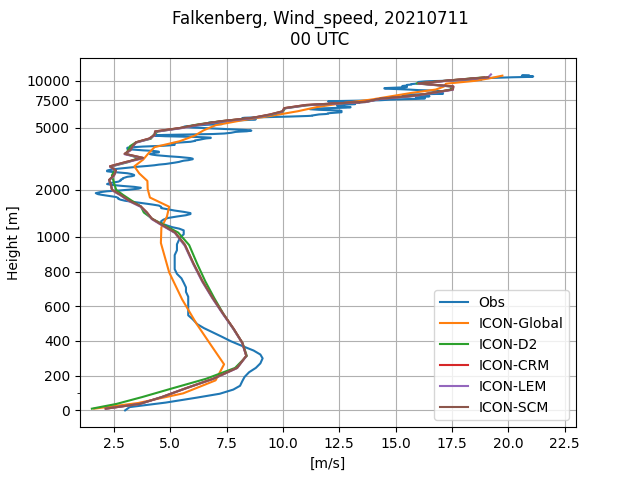 Falkenberg, Wind_speed, 20210711
00 UTC
10000
7500
5000
2000
1000
800
600
400
200
0
Height [m]
Obs
ICON-Global
ICON-D2
ICON-CRM
ICON-LEM
ICON-SCM
2.5 5.0 7.5 10.0 12.5 15.0 17.5 20.0 22.5
[m/s]